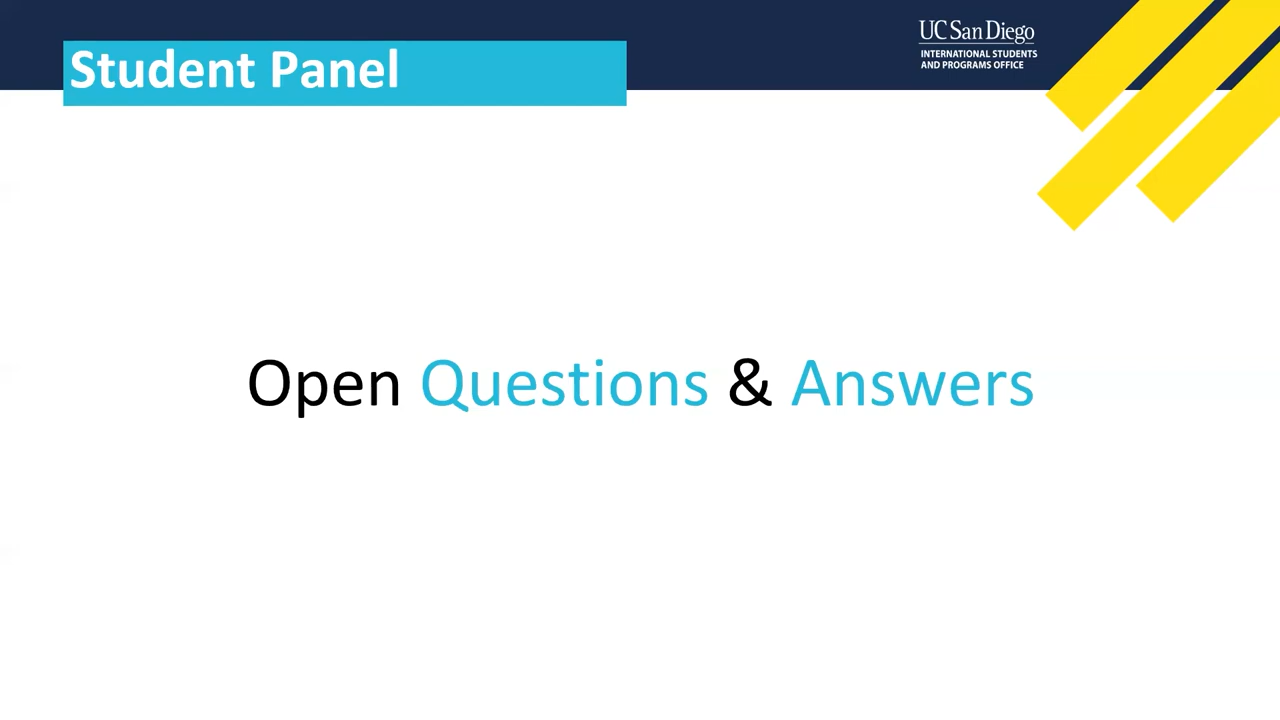 Student Panel
UC San Diego
INTERNATIONAL STUDENTS
AND PROGRAMS OFFICE
Open Questions & Answers